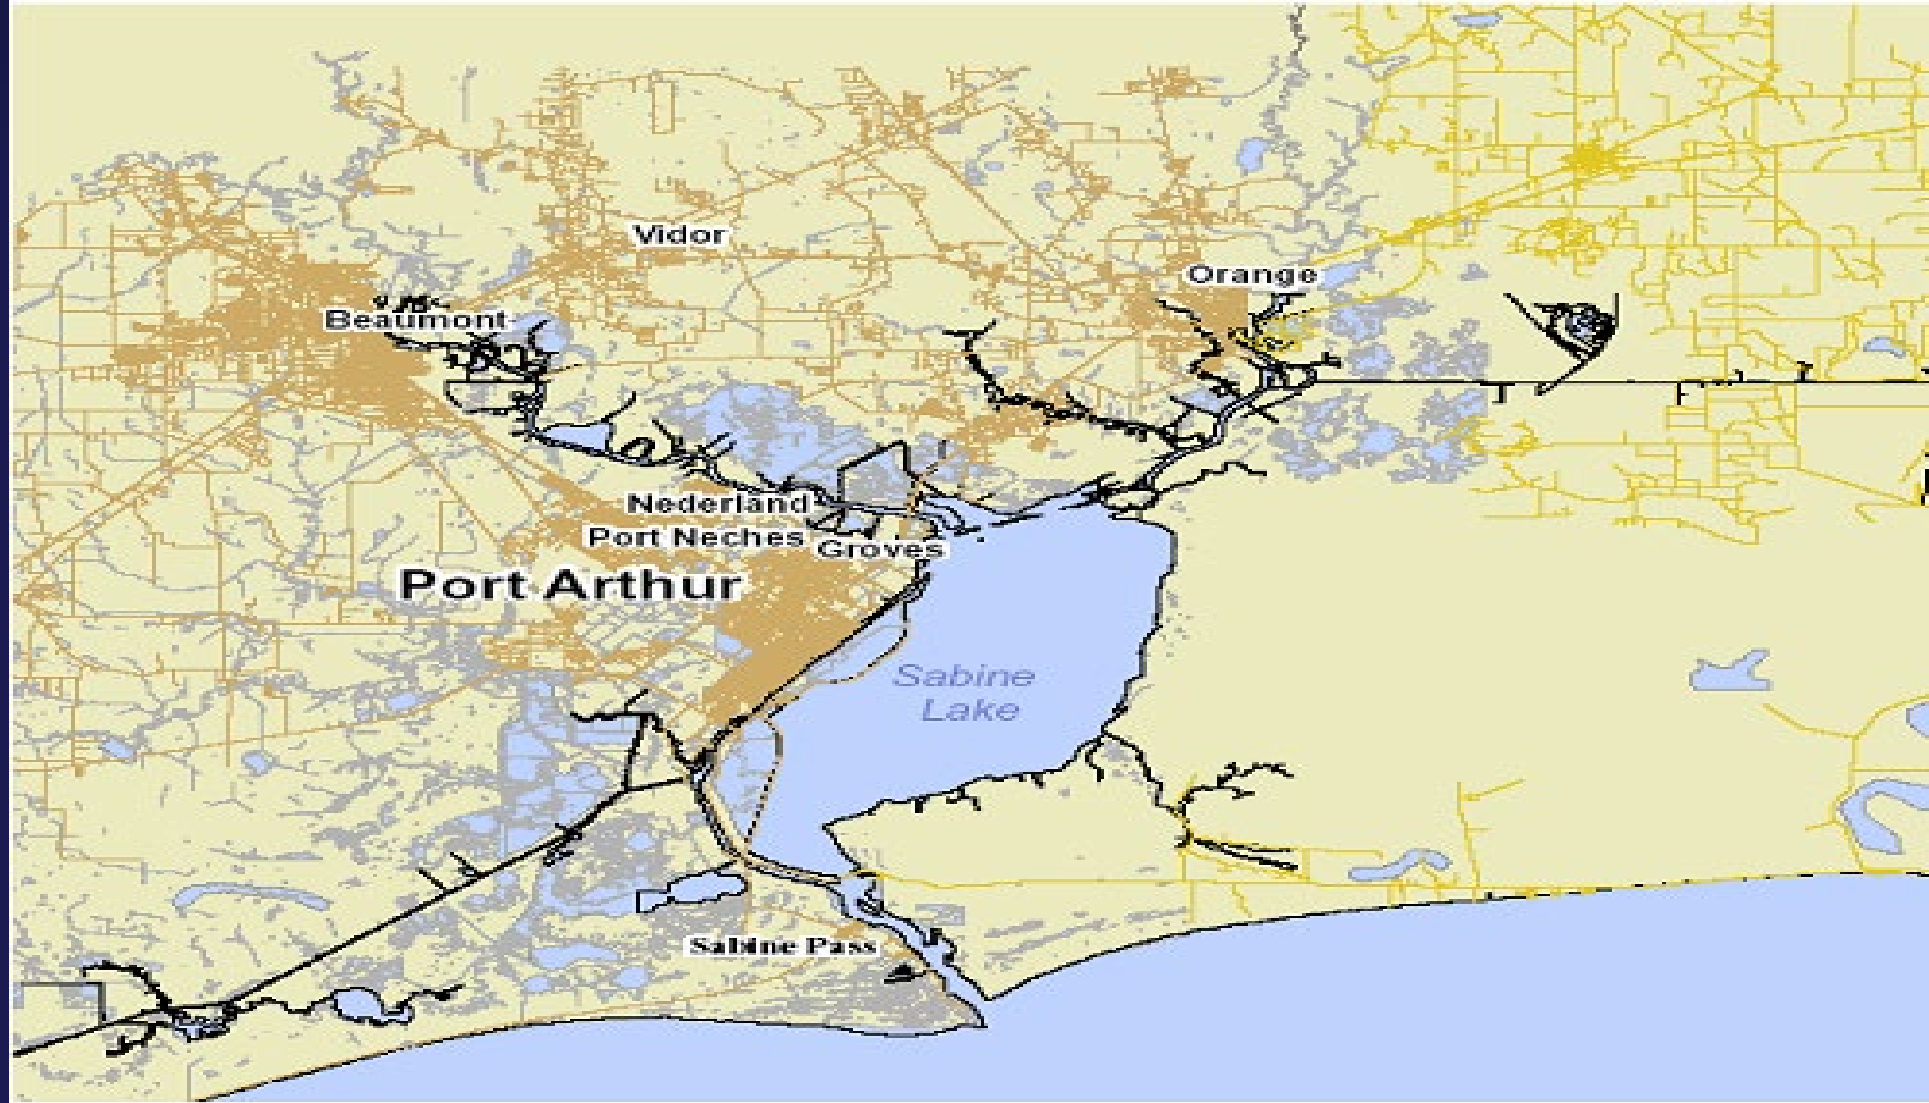 Vidor
Orange
Beaumont
Nederland
Port Neches
Groves
Port Arthur
Sabine
Lake
Sabine Pass